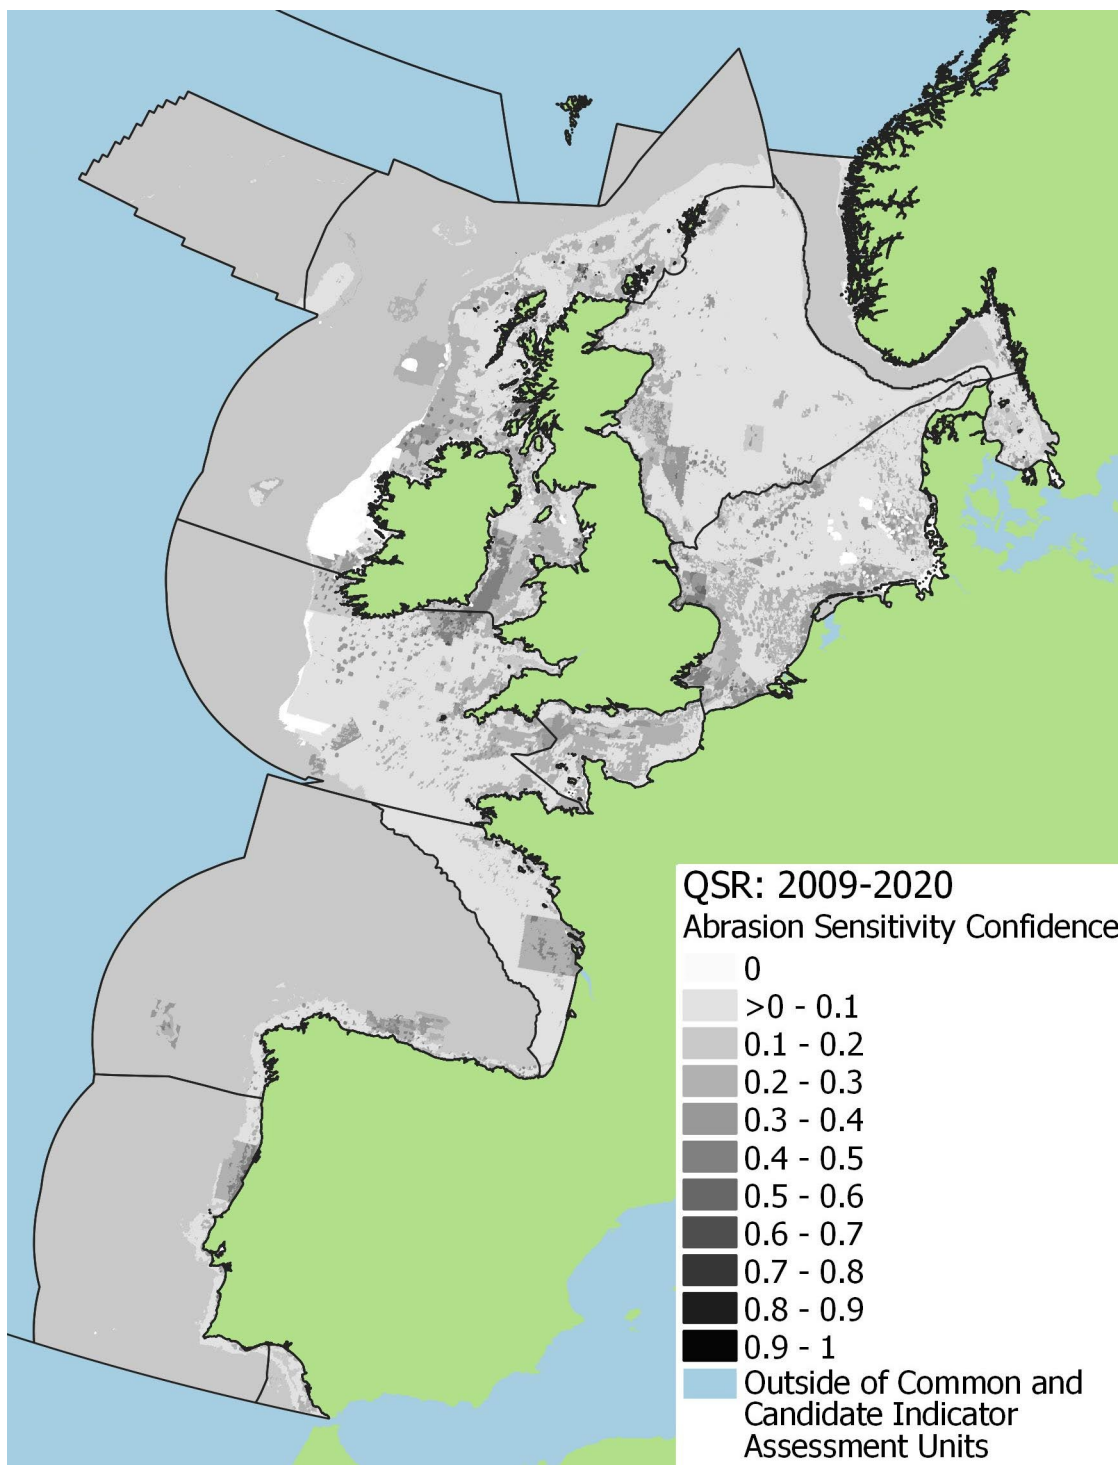 QSR: 2009-2020
Abrasion Sensitivity Confidence
0
>0 - 0.1
0.1 - 0.2
0.2 - 0.3
0.3 - 0.4
0.4 - 0.5
0.5 - 0.6
0.6 - 0.7
0.7 - 0.8
0.8 - 0.9
0.9 - 1
Outside of Common and
Candidate Indicator
Assessment Units